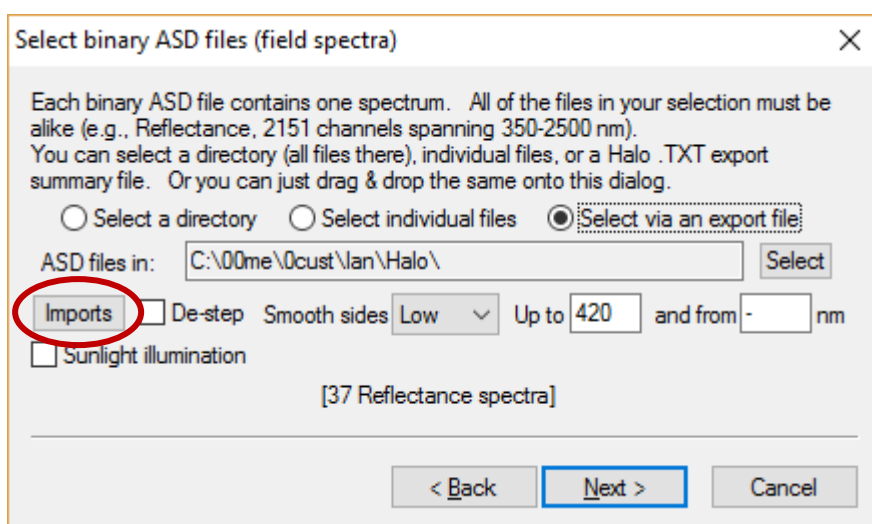 Select binary ASD files (field spectra)
Each binary ASD file contains one spectrum. All of the files in your selection must be
alike (e.g., Reflectance, 2151 channels spanning 350-2500 nm).
You can select a directory (all files there), individual files, or a Halo .TXT export
summary file. Or you can just drag & drop the same onto this dialog.
Select a directory Select individual files Select via an export file
ASD files in: C:\00me\0cust\Ian\Halo\ Select
Imports De-step Smooth sides Low Up to 420 and from - nm
Sunlight illumination
[37 Reflectance spectra]
< Back Next > Cancel